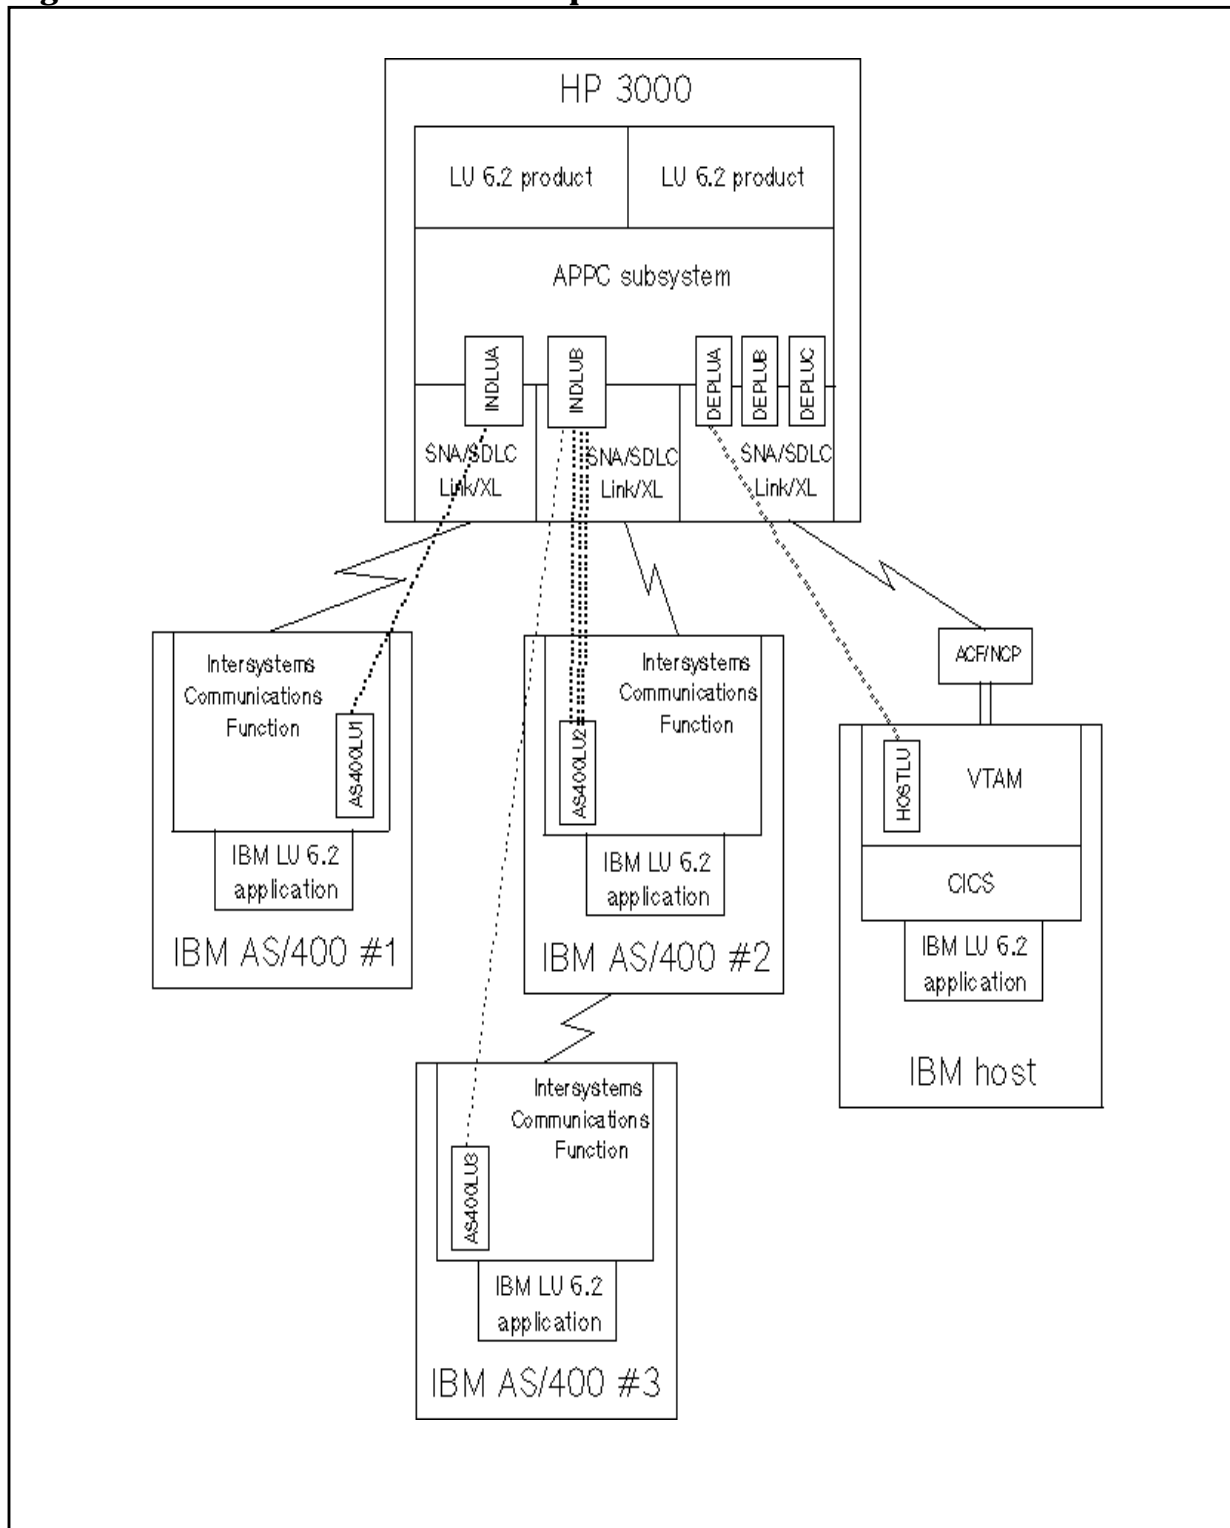 HP 3000
LU 6.2 product
LU 6.2 product
APPC subsystem
INDLUA
INDLUB
DEPLUA
DEPLUB
DEPLUC
SNA/SDLC
Link/XL
SNA/SDLC
Link/XL
SNA/SDLC
Link/XL
Intersystems
Communications
Function
AS400LU1
IBM LU 6.2
application
IBM AS/400 #1
Intersystems
Communications
Function
AS400LU2
IBM LU 6.2
application
IBM AS/400 #2
ACF/NCP
HOSTLU
VTAM
CICS
IBM LU 6.2
application
IBM host
Intersystems
Communications
Function
AS400LU3
IBM LU 6.2
application
IBM AS/400 #3